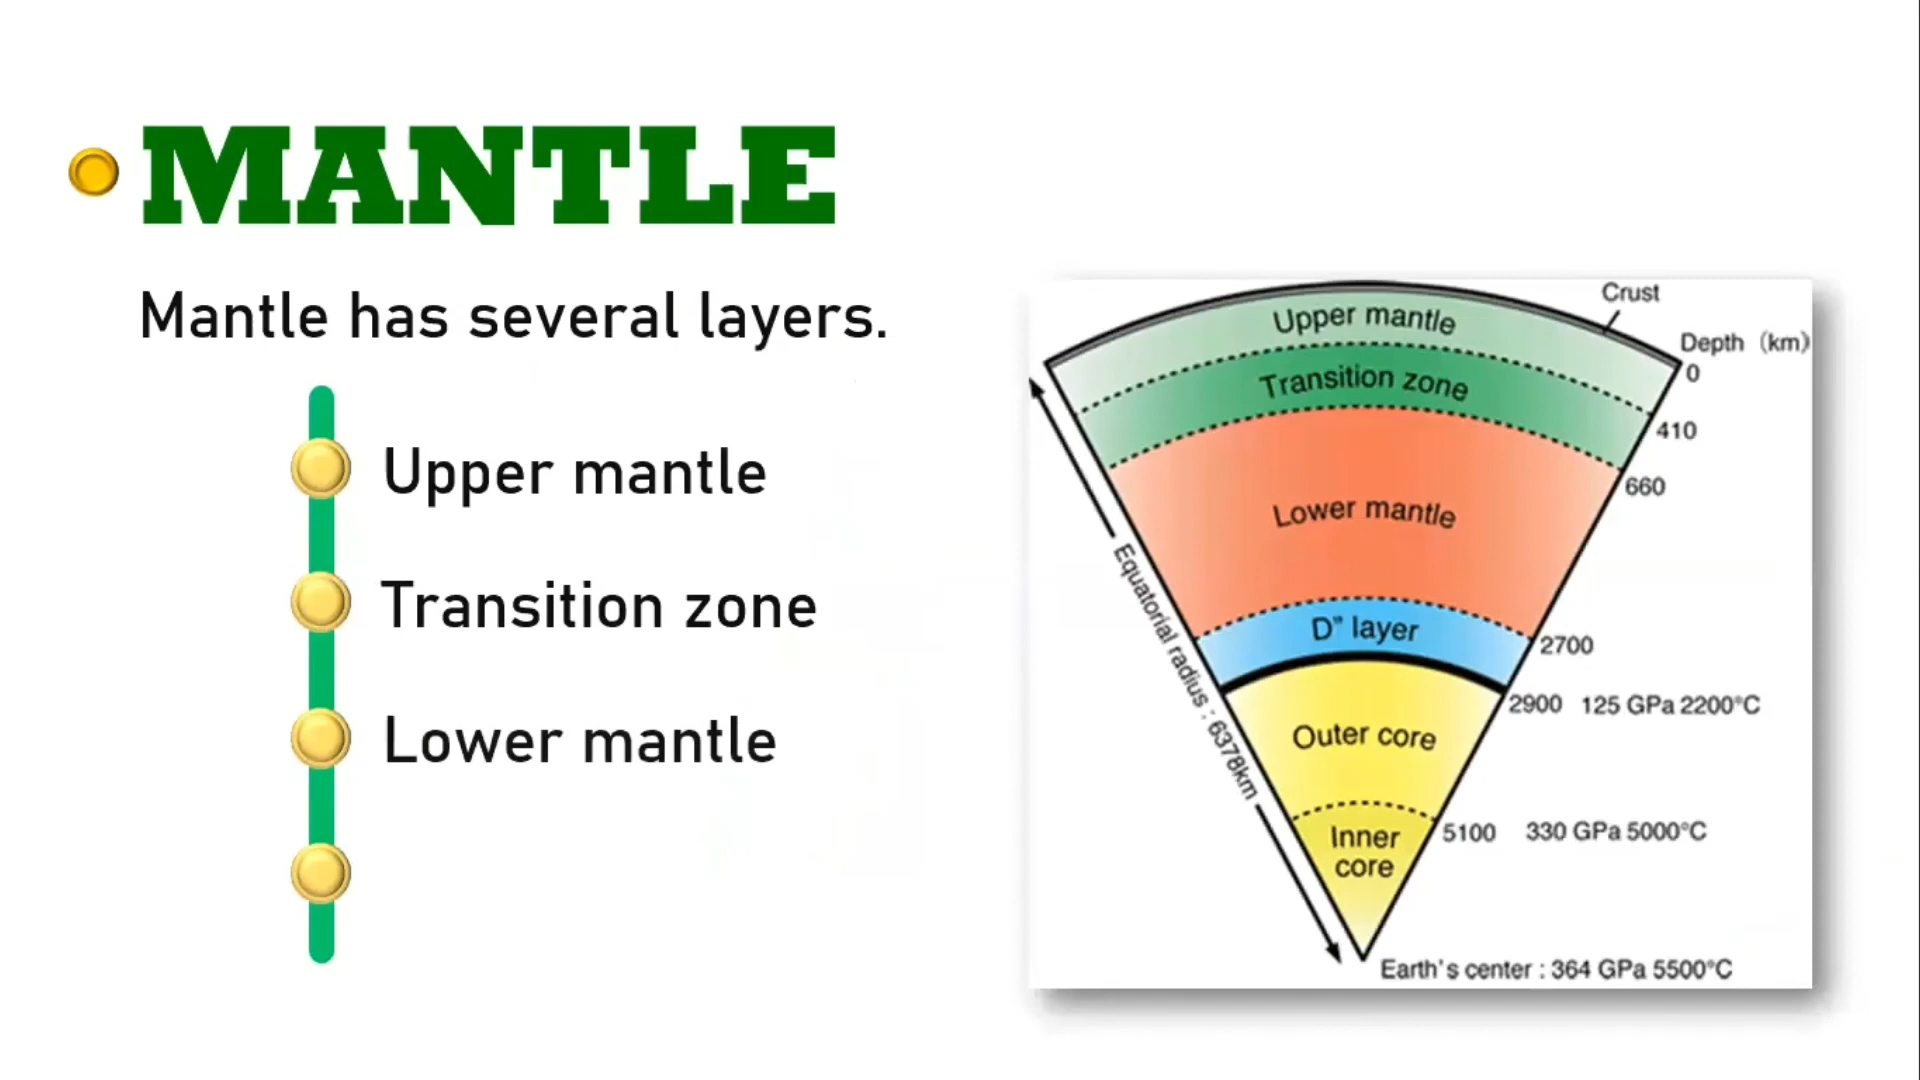 MANTLE
Mantle has several layers.
Upper mantle
Transition zone
Lower mantle
Crust
Depth (km)
Upper mantle
0
Transition zone
410
660
Lower mantle
D” layer
2700
2900 125 GPa 2200°C
Equatorial radius : 6378km
Outer core
5100 330 GPa 5000°C
Inner
core
Earth's center : 364 GPa 5500°C